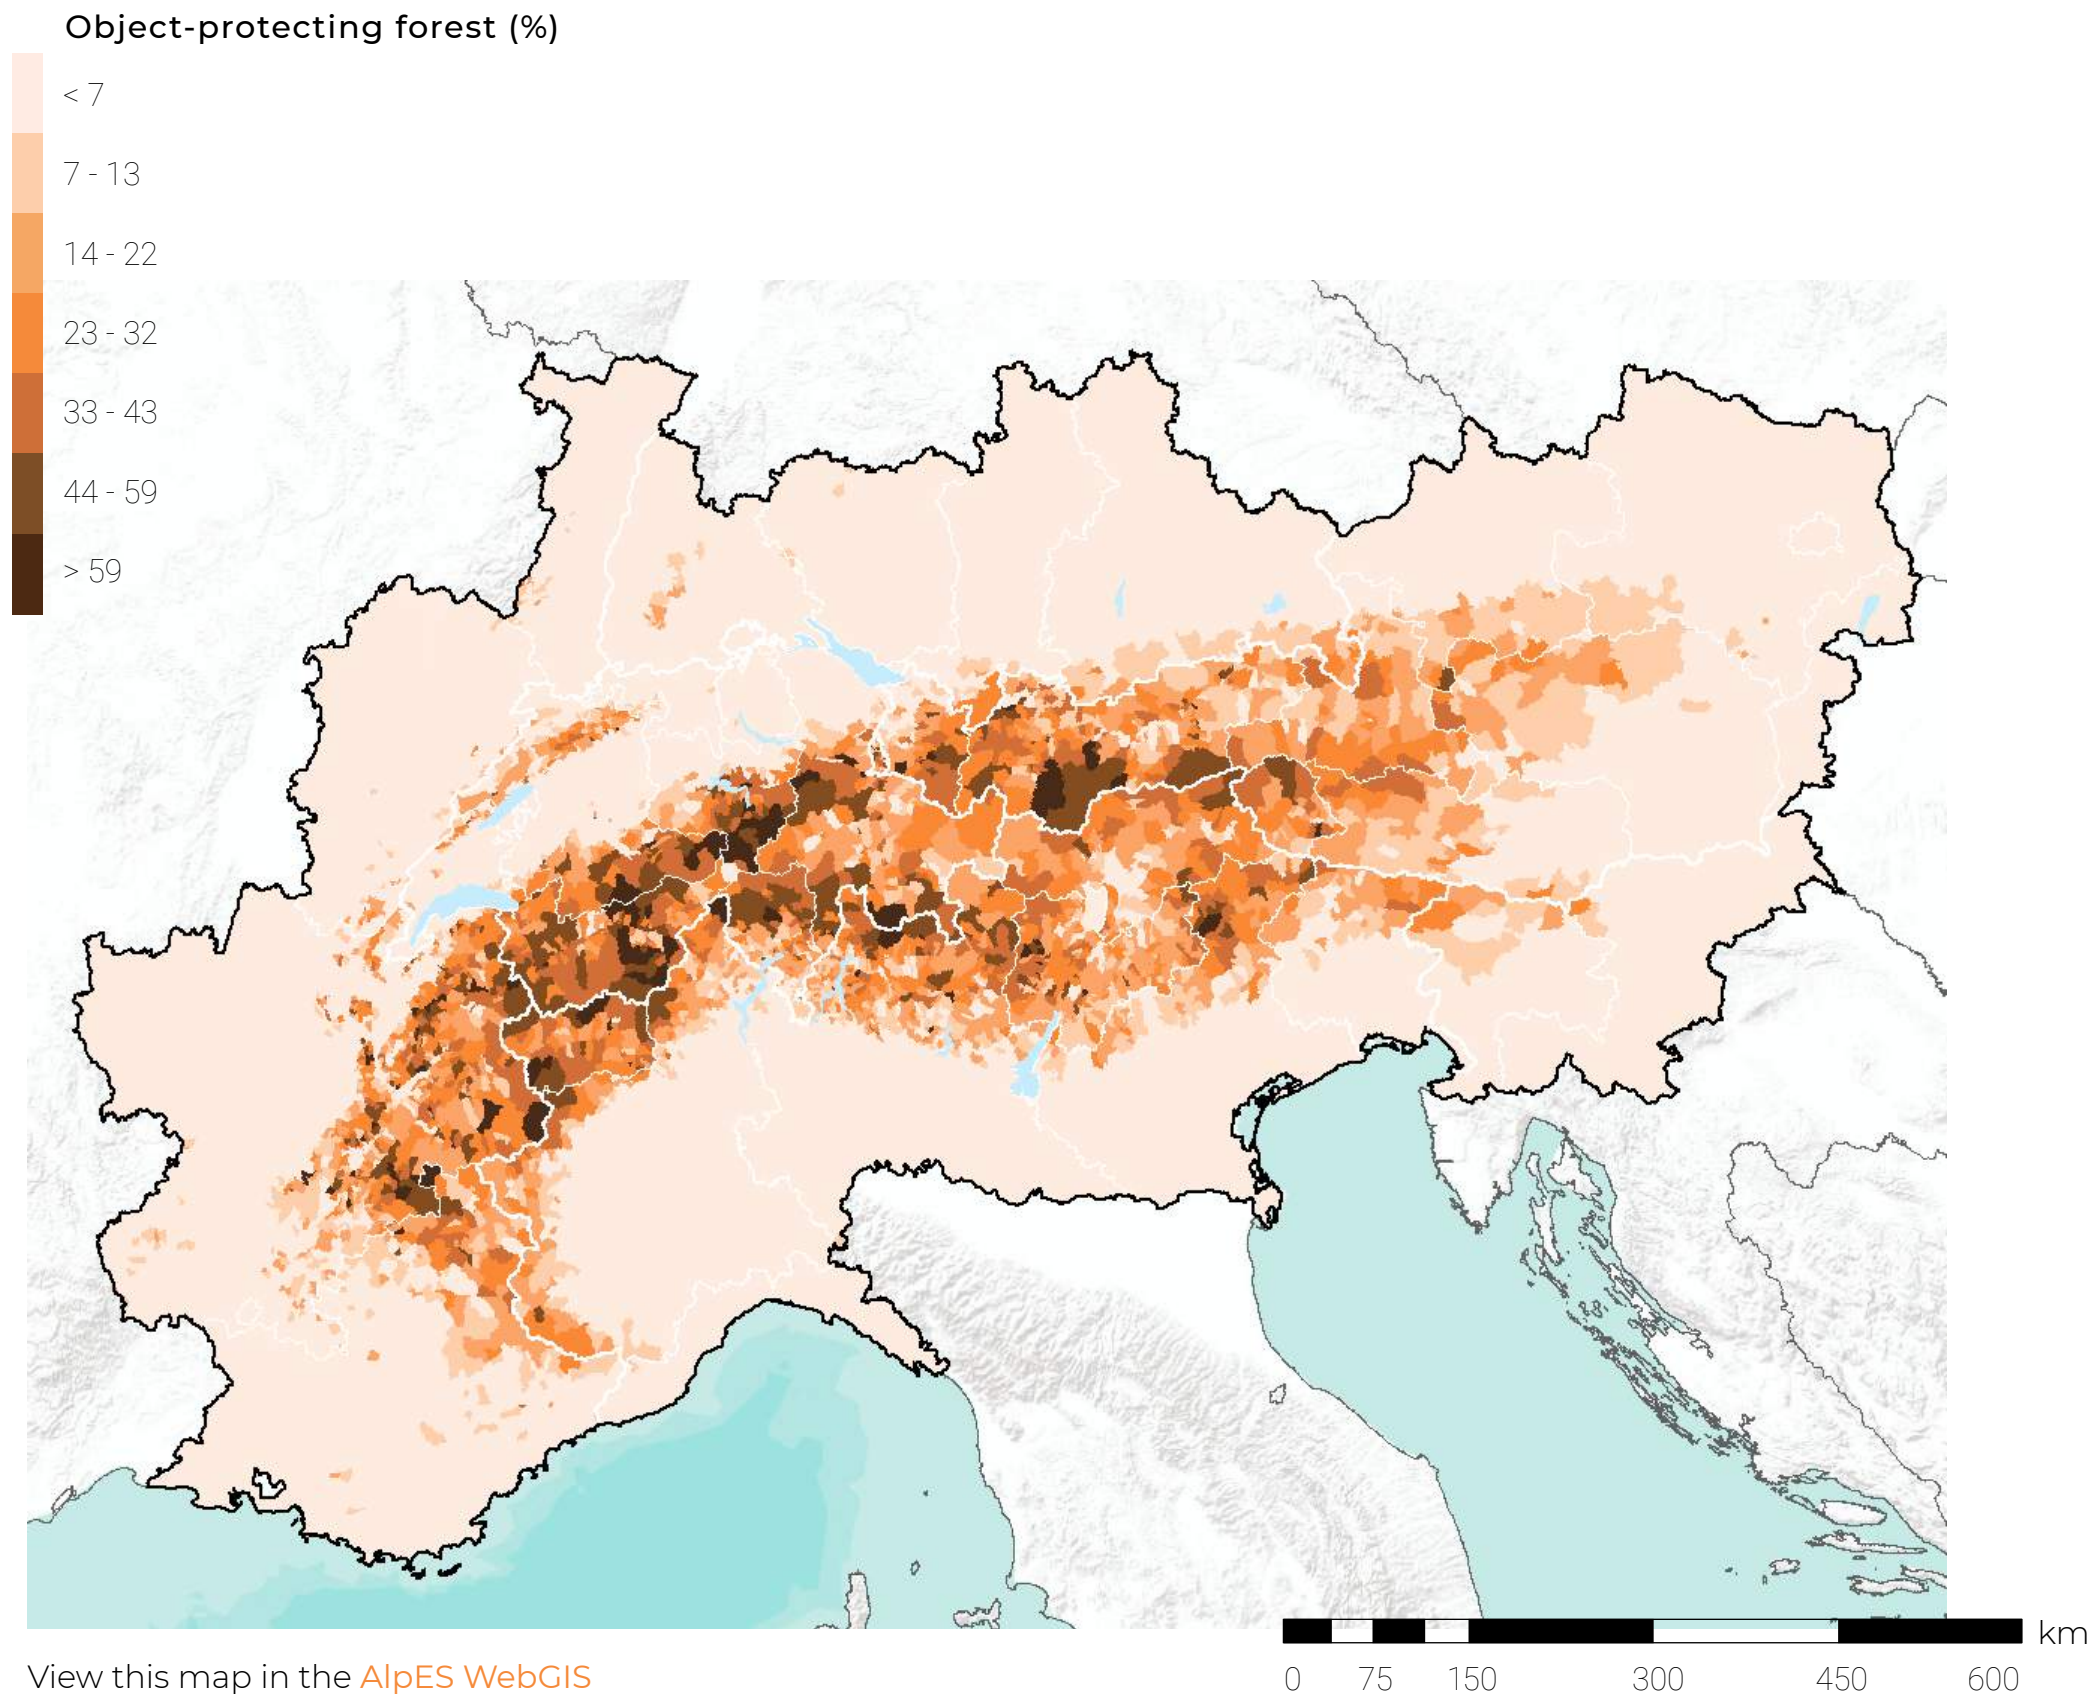 Object-protecting forest (%)
< 7
7 - 13
14 - 22
23 - 32
33 - 43
44 - 59
> 59
km
0 75 150 300 450 600
View this map in the AlpES WebGIS